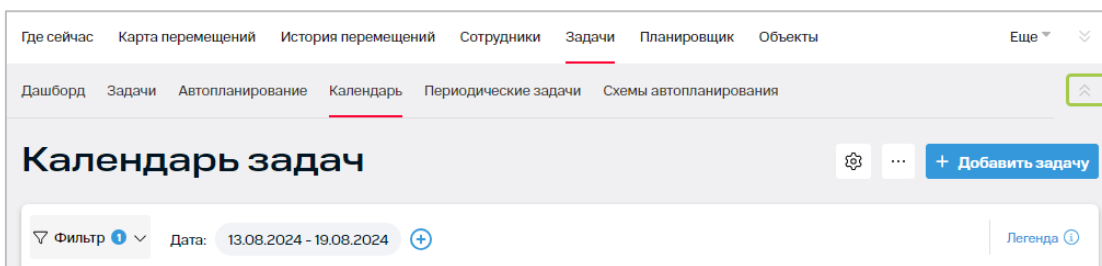 Где сейчас Карта перемещений История перемещений Сотрудники Задачи Планировщик Объекты Еще
Дашборд Задачи Автопланирование Календарь Периодические задачи Схемы автопланирования
Календарь задач ... + Добавить задачу
Фильтр 1 Дата: 13.08.2024 - 19.08.2024 + Легенда i